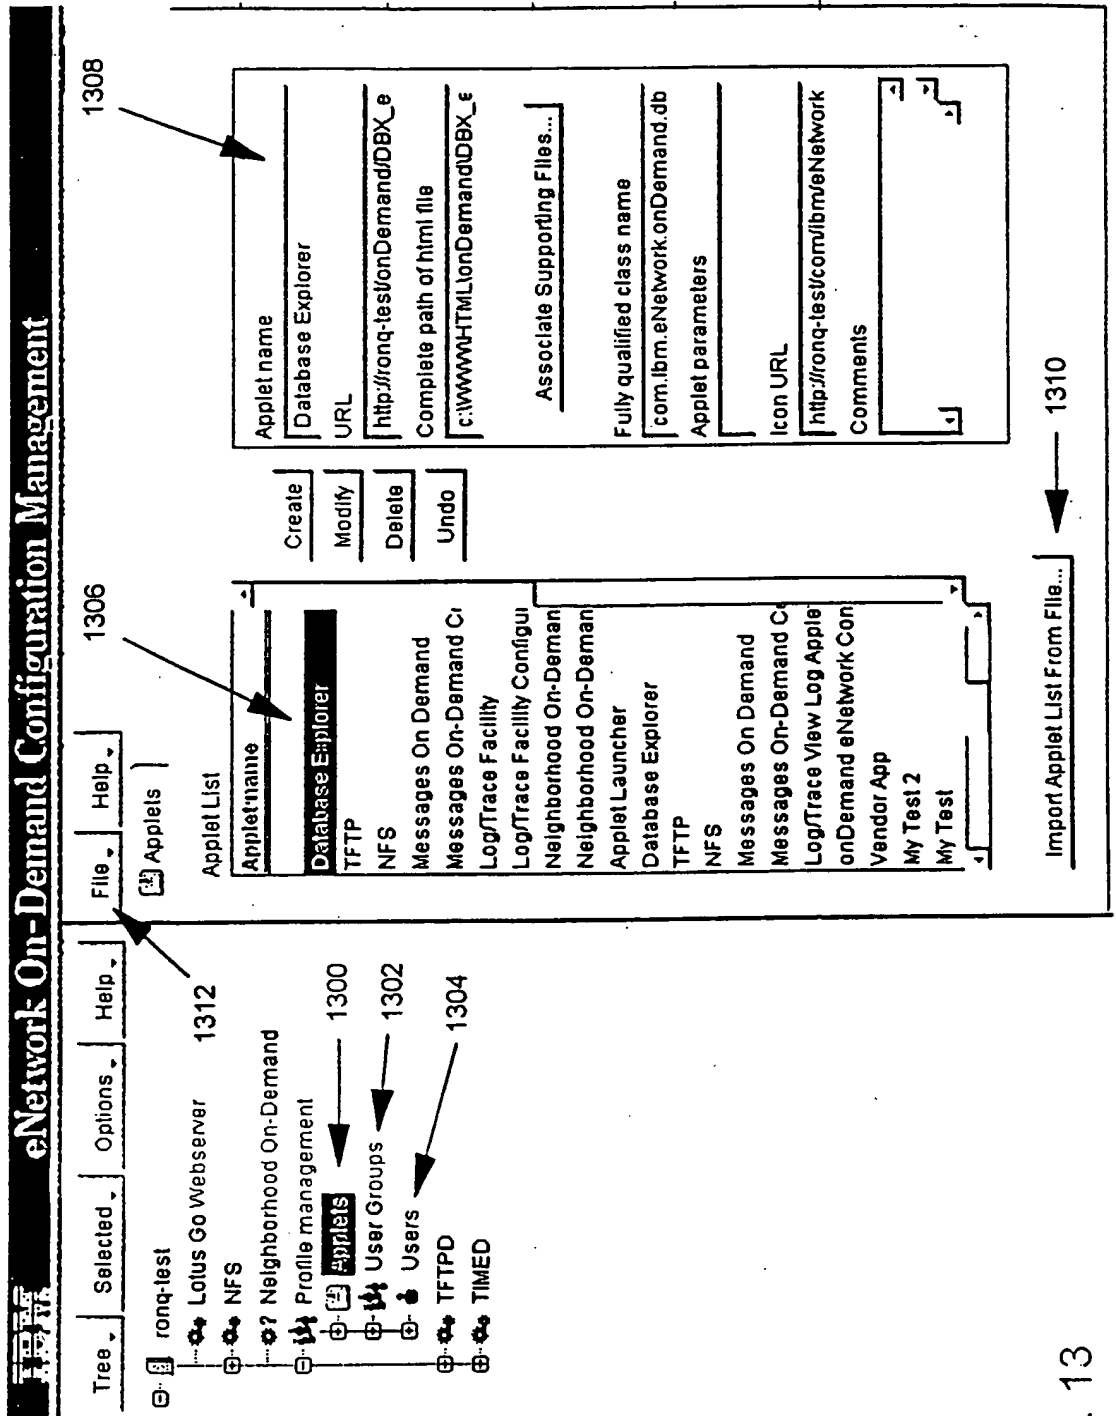 eNetwork On-Demand Configuration Management
Tree Selected Options Help
File Help
ronq-test
Lotus Go Webserver
NFS
? Neighborhood On-Demand
Profile management
Applets
User Groups
Users
TFTPD
TIMED
1312
1300
1302
1304
Applets
Applet List
1306
Applet name
Database Explorer
TFTP
NFS
Messages On Demand
Messages On-Demand Co
Log/Trace Facility
Log/Trace Facility Configur
Neighborhood On-Deman
Neighborhood On-Deman
Applet Launcher
Database Explorer
TFTP
NFS
Messages On Demand
Messages On-Demand Co
Log/Trace View Log Apple
onDemand eNetwork Con
Vendor App
My Test 2
My Test
Import Applet List From File...
1310
Create
Modify
Delete
Undo
1308
Applet name
Database Explorer
URL
http://ronq-test/onDemand/DBX_e
Complete path of html file
c:\WWW\HTML\onDemand\DBX_e
Associate Supporting Files...
Fully qualified class name
com.ibm.eNetwork.onDemand.db
Applet parameters
Icon URL
http://ronq-test/com/ibm/eNetwork
Comments
. 13